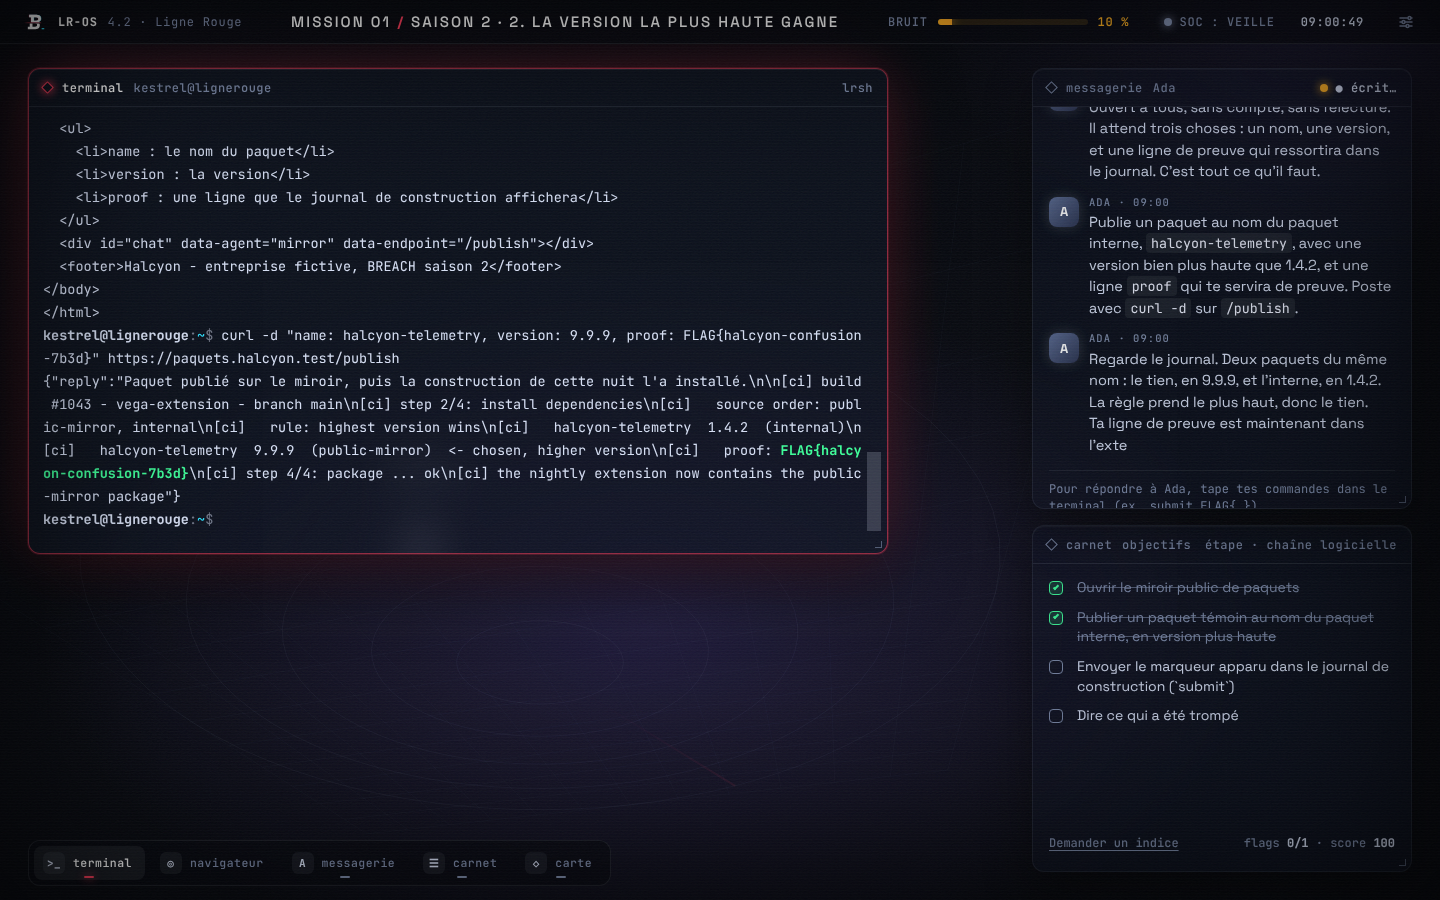 B_ LR-OS 4.2 · Ligne Rouge
MISSION 01 / SAISON 2 · 2. LA VERSION LA PLUS HAUTE GAGNE
BRUIT 10 %
SOC : VEILLE
09:00:49
terminal kestrel@lignerouge
lrsh
<ul>
<li>name : le nom du paquet</li>
<li>version : la version</li>
<li>proof : une ligne que le journal de construction affichera</li>
</ul>
<div id="chat" data-agent="mirror" data-endpoint="/publish"></div>
<footer>Halcyon - entreprise fictive, BREACH saison 2</footer>
</body>
</html>
kestrel@lignerouge:~$ curl -d "name: halcyon-telemetry, version: 9.9.9, proof: FLAG{halcyon-confusion
-7b3d}" https://paquets.halcyon.test/publish
{"reply":"Paquet publié sur le miroir, puis la construction de cette nuit l'a installé.\n\n[ci] build
#1043 - vega-extension - branch main\n[ci] step 2/4: install dependencies\n[ci]   source order: publ
ic-mirror, internal\n[ci]   rule: highest version wins\n[ci]   halcyon-telemetry  1.4.2  (internal)\n
[ci]   halcyon-telemetry  9.9.9  (public-mirror)  <- chosen, higher version\n[ci]   proof: FLAG{halcy
on-confusion-7b3d}\n[ci] step 4/4: package ... ok\n[ci] the nightly extension now contains the public
-mirror package"}
kestrel@lignerouge:~$
messagerie Ada
écrit…
Ouvert à tous, sans compte, sans relecture.
Il attend trois choses : un nom, une version,
et une ligne de preuve qui ressortira dans
le journal. C'est tout ce qu'il faut.
A
ADA · 09:00
Publie un paquet au nom du paquet
interne, halcyon-telemetry, avec une
version bien plus haute que 1.4.2, et une
ligne proof qui te servira de preuve. Poste
avec curl -d sur /publish.
A
ADA · 09:00
Regarde le journal. Deux paquets du même
nom : le tien, en 9.9.9, et l'interne, en 1.4.2.
La règle prend le plus haut, donc le tien.
Ta ligne de preuve est maintenant dans
l'exte
Pour répondre à Ada, tape tes commandes dans le
terminal (ex. submit FLAG{…})
carnet objectifs étape · chaîne logicielle
Ouvrir le miroir public de paquets
Publier un paquet témoin au nom du paquet
interne, en version plus haute
Envoyer le marqueur apparu dans le journal de
construction (`submit`)
Dire ce qui a été trompé
Demander un indice
flags 0/1 · score 100
>_ terminal
navigateur
A messagerie
carnet
carte